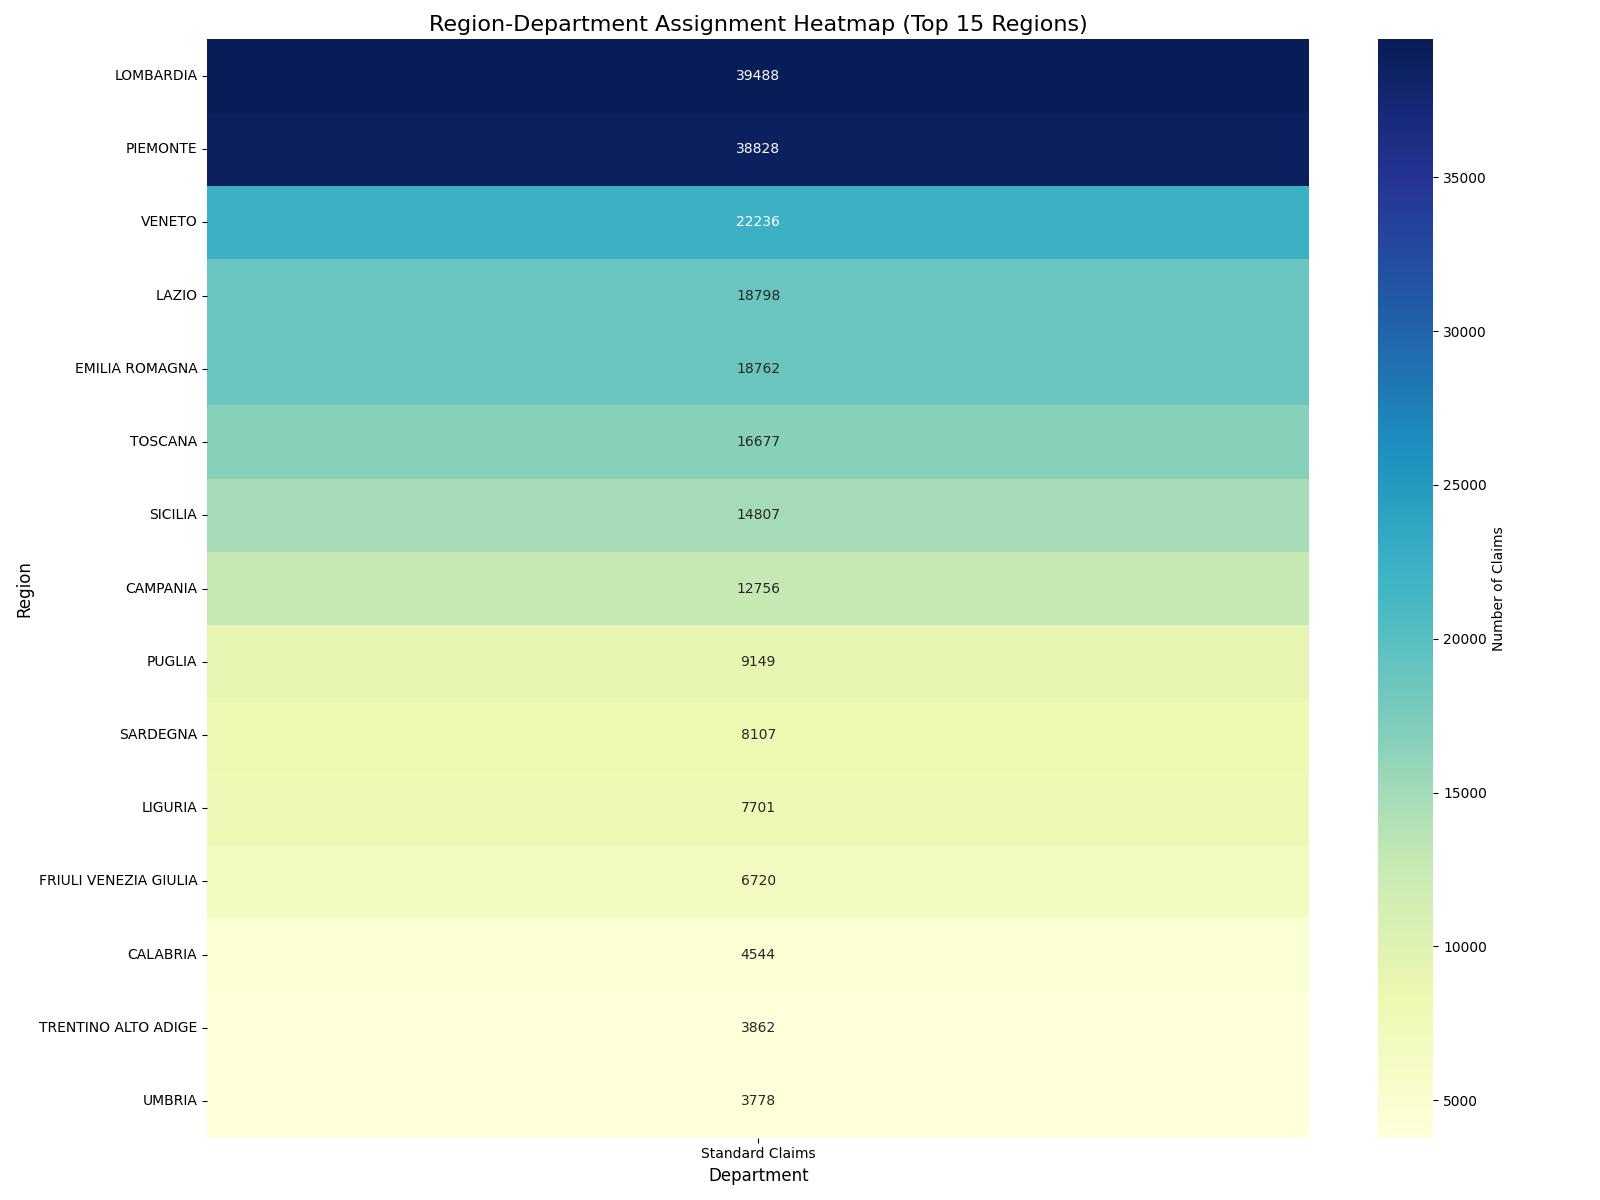 Region-Department Assignment Heatmap (Top 15 Regions)
LOMBARDIA 39488
PIEMONTE 38828
VENETO 22236
LAZIO 18798
EMILIA ROMAGNA 18762
TOSCANA 16677
SICILIA 14807
CAMPANIA 12756
PUGLIA 9149
SARDEGNA 8107
LIGURIA 7701
FRIULI VENEZIA GIULIA 6720
CALABRIA 4544
TRENTINO ALTO ADIGE 3862
UMBRIA 3778
Region
Standard Claims
Department
35000
30000
25000
20000
15000
10000
5000
Number of Claims